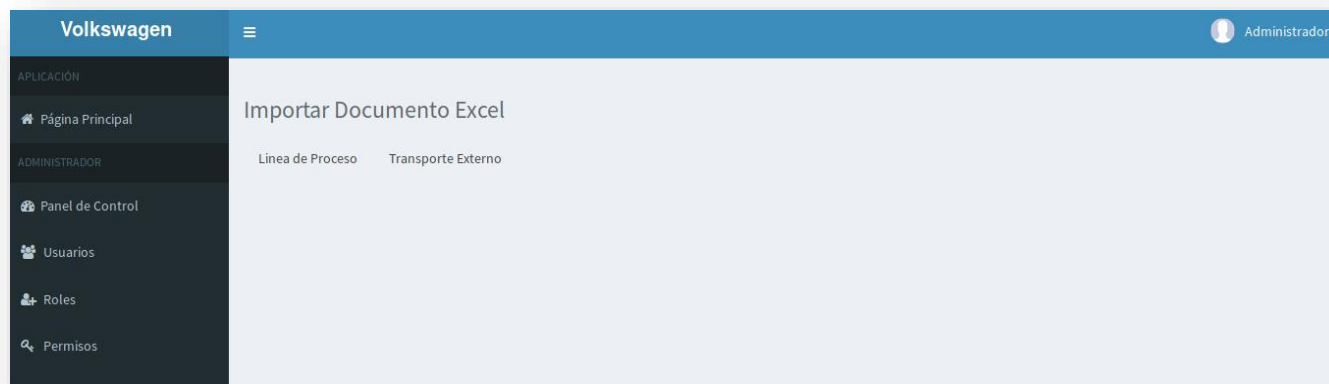 Volkswagen
Administrador
APLICACIÓN
Página Principal
ADMINISTRADOR
Panel de Control
Usuarios
Roles
Permisos
Importar Documento Excel
Linea de Proceso Transporte Externo